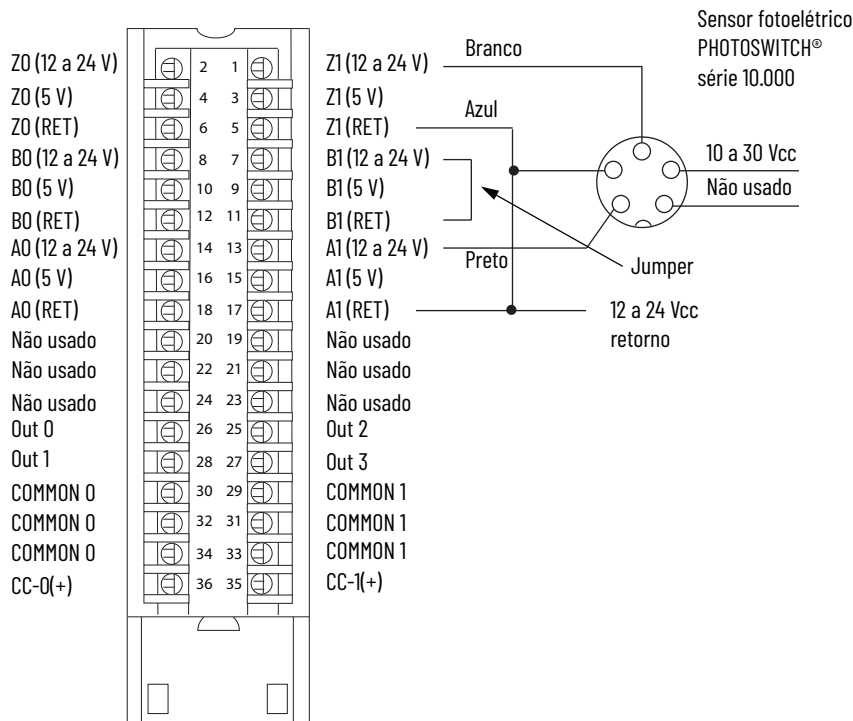 Sensor fotoelétrico
PHOTOSWITCH®
série 10.000
Z0 (12 a 24 V) 2 1 Z1 (12 a 24 V) Branco
Z0 (5 V) 4 3 Z1 (5 V)
Z0 (RET) 6 5 Z1 (RET) Azul
B0 (12 a 24 V) 8 7 B1 (12 a 24 V) 10 a 30 Vcc
B0 (5 V) 10 9 B1 (5 V) Não usado
B0 (RET) 12 11 B1 (RET)
A0 (12 a 24 V) 14 13 A1 (12 a 24 V) Preto Jumper
A0 (5 V) 16 15 A1 (5 V)
A0 (RET) 18 17 A1 (RET) 12 a 24 Vcc
retorno
Não usado 20 19 Não usado
Não usado 22 21 Não usado
Não usado 24 23 Não usado
Out 0 26 25 Out 2
Out 1 28 27 Out 3
COMMON 0 30 29 COMMON 1
COMMON 0 32 31 COMMON 1
COMMON 0 34 33 COMMON 1
CC-0(+) 36 35 CC-1(+)